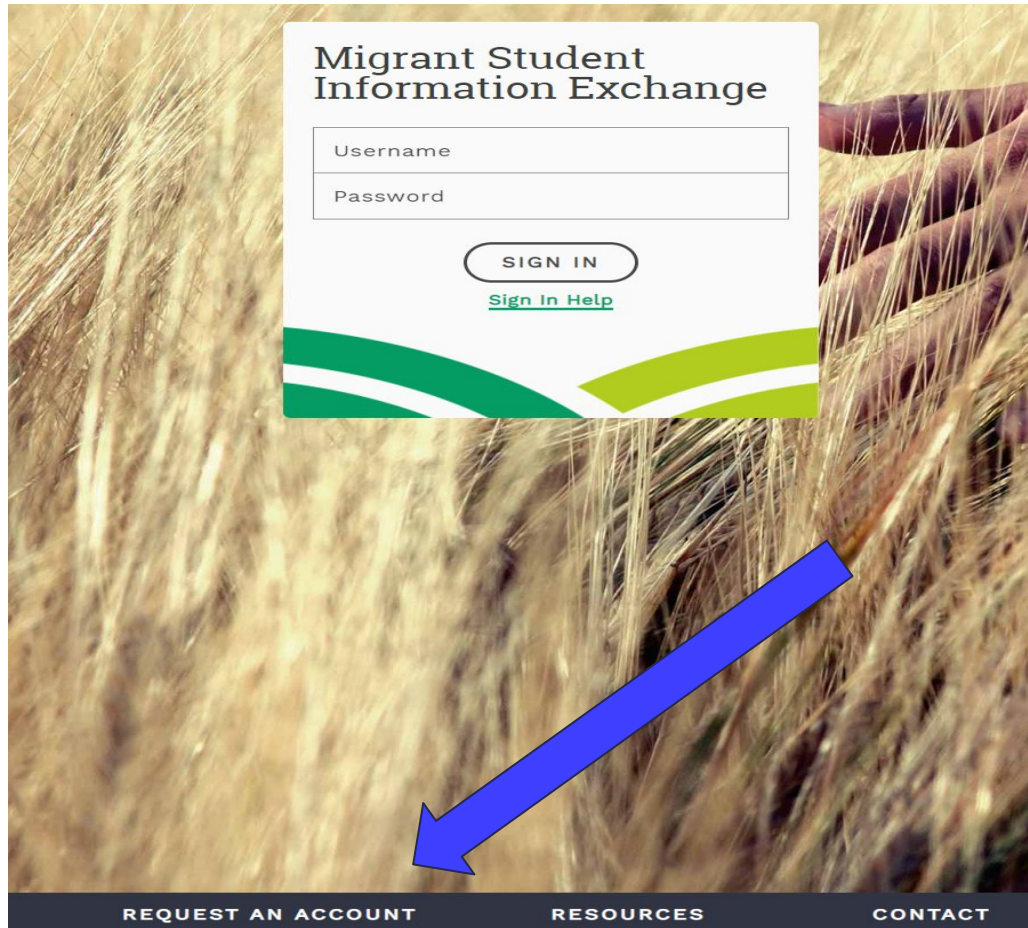 Migrant Student
Information Exchange
Username
Password
SIGN IN
Sign In Help
REQUEST AN ACCOUNT RESOURCES CONTACT